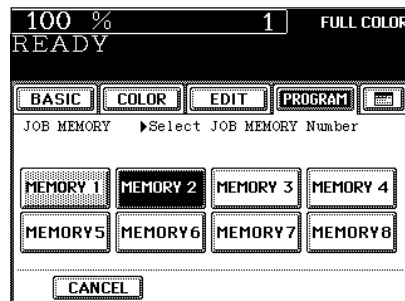 100 % 1 FULL COLOR
READY
BASIC COLOR EDIT PROGRAM
JOB MEMORY ▶Select JOB MEMORY Number
MEMORY 1 MEMORY 2 MEMORY 3 MEMORY 4
MEMORY5 MEMORY6 MEMORY7 MEMORY8
CANCEL